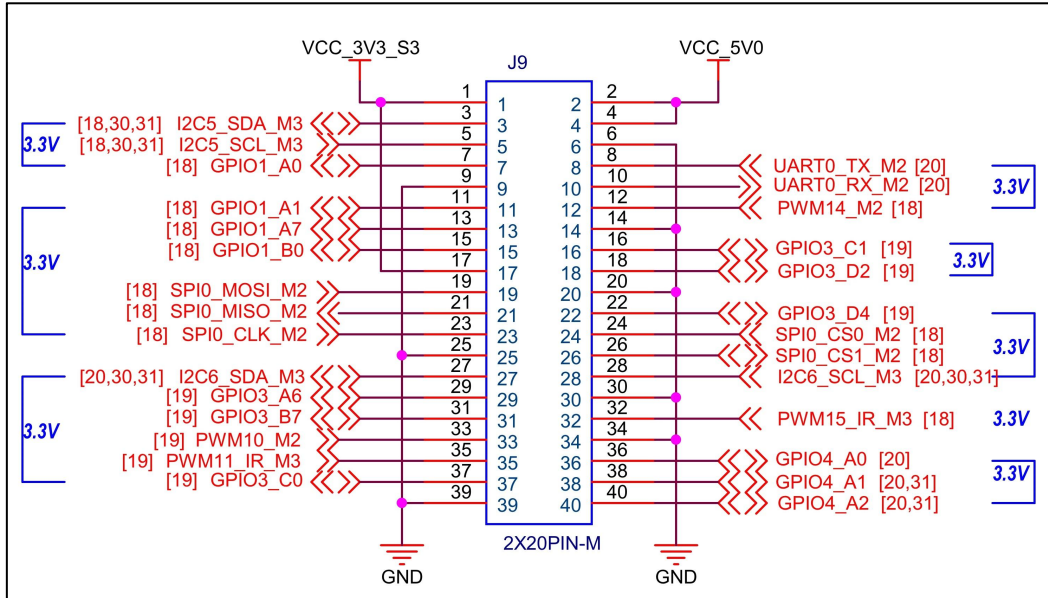 VCC_3V3_S3
VCC_5V0
J9
1 1 2 2
[18,30,31] I2C5_SDA_M3 3 3 4 4
3.3V
[18,30,31] I2C5_SCL_M3 5 5 6 6
[18] GPIO1_A0 7 7 8 8 UART0_TX_M2 [20]
9 9 10 10 UART0_RX_M2 [20]
3.3V
[18] GPIO1_A1 11 11 12 12 PWM14_M2 [18]
[18] GPIO1_A7 13 13 14 14
[18] GPIO1_B0 15 15 16 16 GPIO3_C1 [19]
3.3V
3.3V
17 17 18 18 GPIO3_D2 [19]
[18] SPI0_MOSI_M2 19 19 20 20
[18] SPI0_MISO_M2 21 21 22 22 GPIO3_D4 [19]
[18] SPI0_CLK_M2 23 23 24 24 SPI0_CS0_M2 [18]
3.3V
25 25 26 26 SPI0_CS1_M2 [18]
[20,30,31] I2C6_SDA_M3 27 27 28 28 I2C6_SCL_M3 [20,30,31]
[19] GPIO3_A6 29 29 30 30
[19] GPIO3_B7 31 31 32 32 PWM15_IR_M3 [18] 3.3V
3.3V
[19] PWM10_M2 33 33 34 34
[19] PWM11_IR_M3 35 35 36 36 GPIO4_A0 [20]
3.3V
[19] GPIO3_C0 37 37 38 38 GPIO4_A1 [20,31]
39 39 40 40 GPIO4_A2 [20,31]
2X20PIN-M
GND
GND